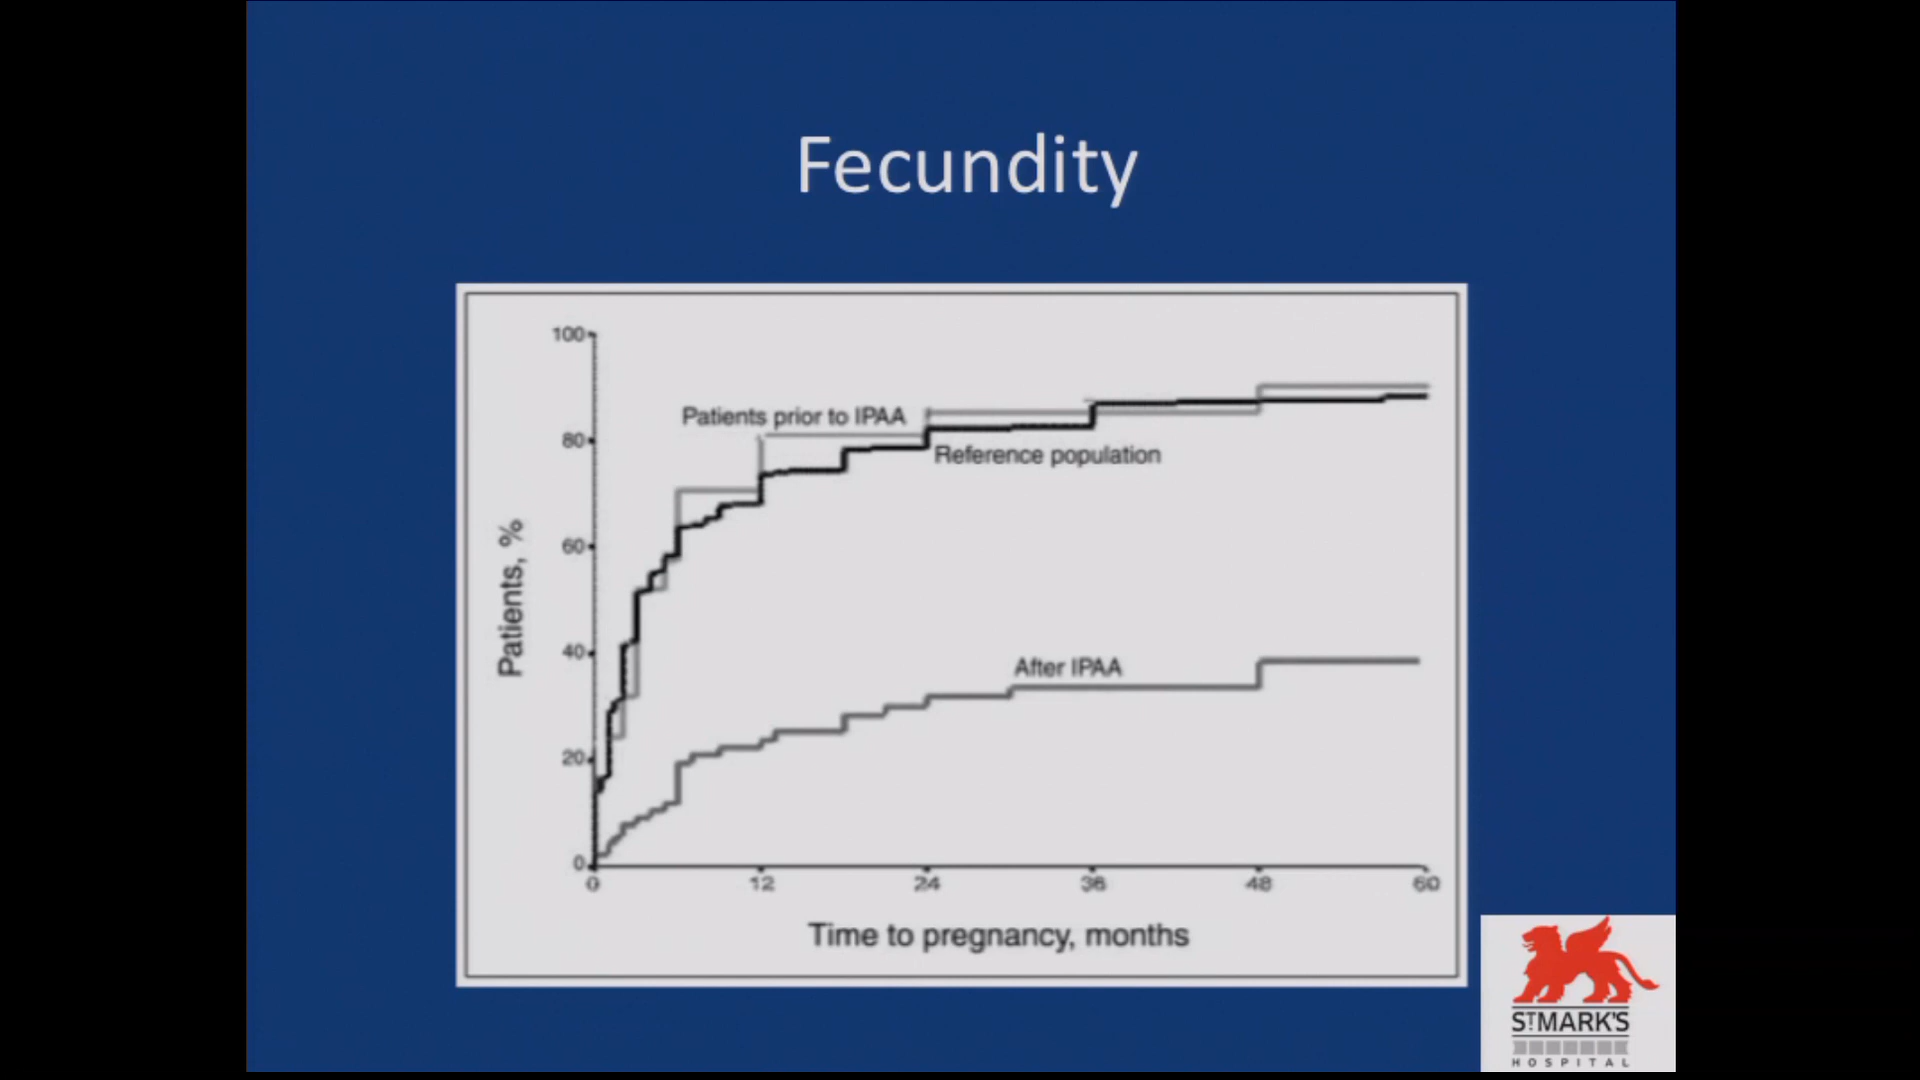 Fecundity
100
Patients prior to IPAA
80
Reference population
Patients, %
60
40
After IPAA
20
0
0 12 24 36 48 60
Time to pregnancy, months
ST MARK'S
HOSPITAL